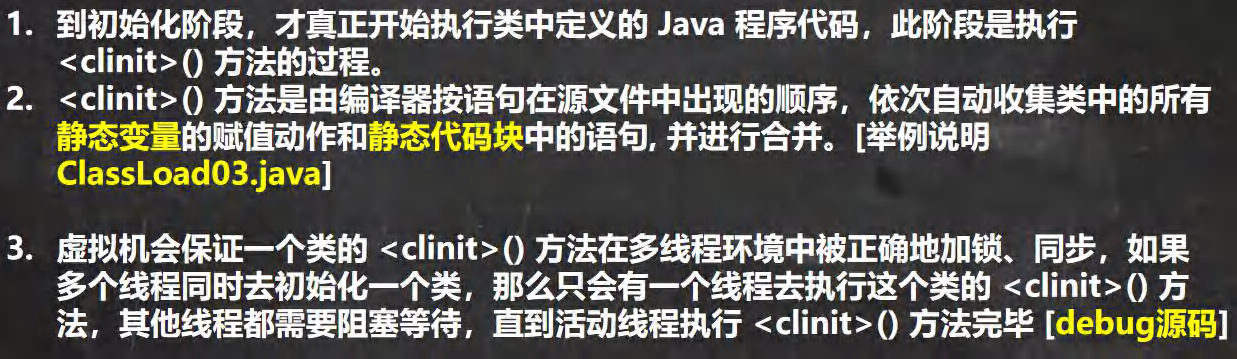 1. 到初始化阶段，才真正开始执行类中定义的 Java 程序代码，此阶段是执行
<clinit>() 方法的过程。
2. <clinit>() 方法是由编译器按语句在源文件中出现的顺序，依次自动收集类中的所有
静态变量的赋值动作和静态代码块中的语句, 并进行合并。[举例说明
ClassLoad03.java]
3. 虚拟机会保证一个类的 <clinit>() 方法在多线程环境中被正确地加锁、同步，如果
多个线程同时去初始化一个类，那么只会有一个线程去执行这个类的 <clinit>() 方
法，其他线程都需要阻塞等待，直到活动线程执行 <clinit>() 方法完毕 [debug源码]